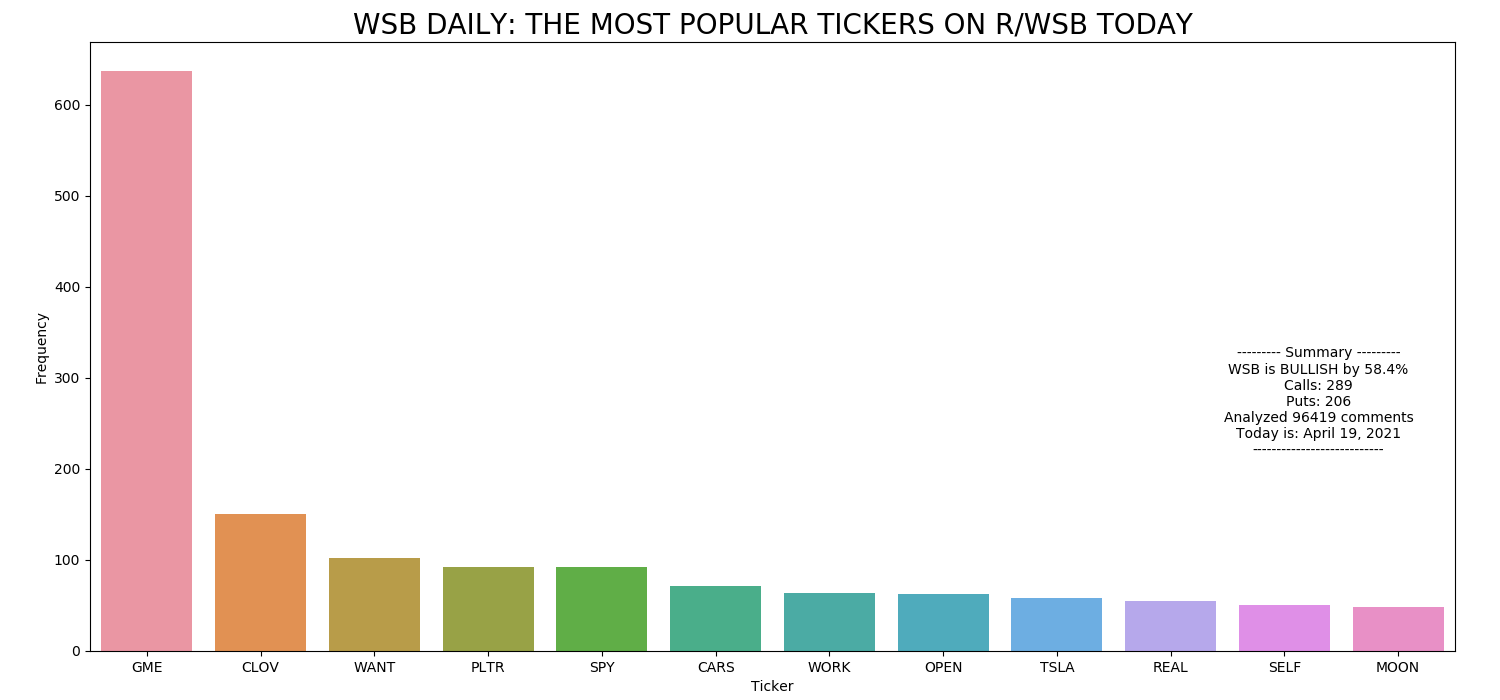 WSB DAILY: THE MOST POPULAR TICKERS ON R/WSB TODAY
600
500
400
300
200
100
0
Frequency
--------- Summary ---------
WSB is BULLISH by 58.4%
Calls: 289
Puts: 206
Analyzed 96419 comments
Today is: April 19, 2021
---------------------------
GME CLOV WANT PLTR SPY CARS WORK OPEN TSLA REAL SELF MOON
Ticker